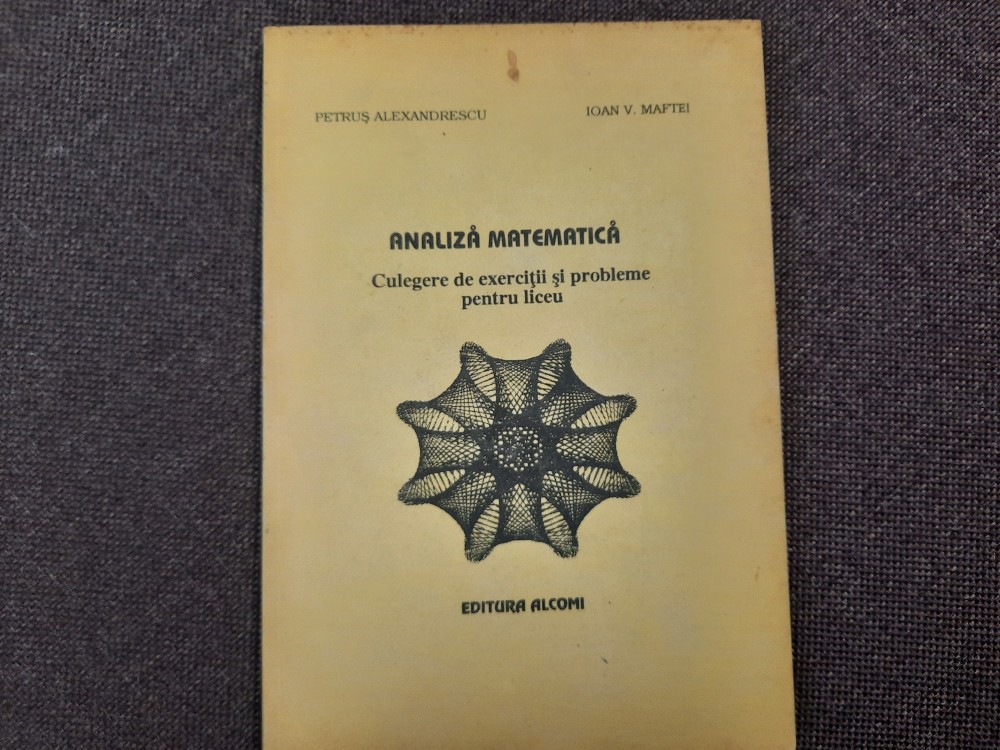 PETRUŞ ALEXANDRESCU
IOAN V. MAFTEI
ANALIZĂ MATEMATICĂ
Culegere de exerciţii şi probleme
pentru liceu
EDITURA ALCOMI